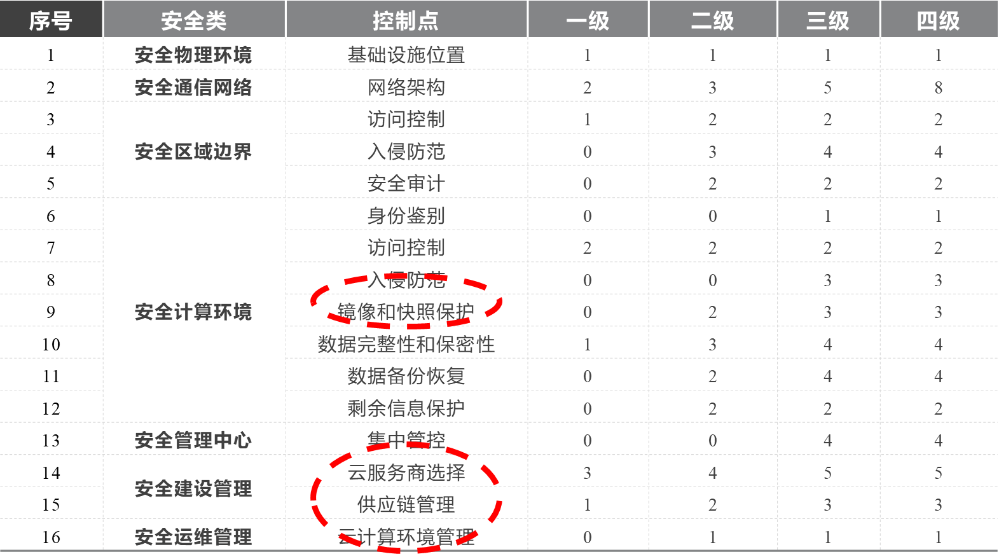 序号 安全类 控制点 一级 二级 三级 四级
1 安全物理环境 基础设施位置 1 1 1 1
2 安全通信网络 网络架构 2 3 5 8
3 访问控制 1 2 2 2
4 安全区域边界 入侵防范 0 3 4 4
5 安全审计 0 2 2 2
6 身份鉴别 0 0 1 1
7 访问控制 2 2 2 2
8 入侵防范 0 0 3 3
9 安全计算环境 镜像和快照保护 0 2 3 3
10 数据完整性和保密性 1 3 4 4
11 数据备份恢复 0 2 4 4
12 剩余信息保护 0 2 2 2
13 安全管理中心 集中管控 0 0 4 4
14 云服务商选择 3 4 5 5
安全建设管理
15 供应链管理 1 2 3 3
16 安全运维管理 云计算环境管理 0 1 1 1